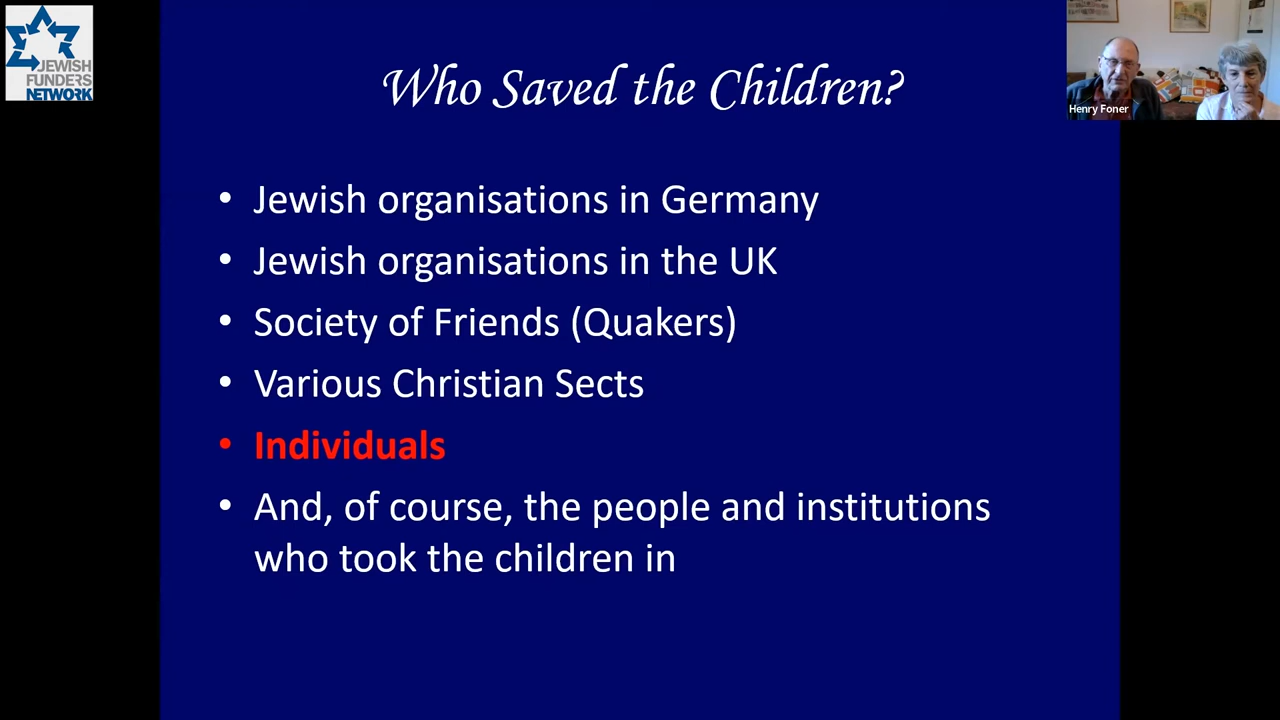 JEWISH
FUNDERS
NETWORK
Who Saved the Children?
Henry Foner
• Jewish organisations in Germany
• Jewish organisations in the UK
• Society of Friends (Quakers)
• Various Christian Sects
• Individuals
• And, of course, the people and institutions
who took the children in